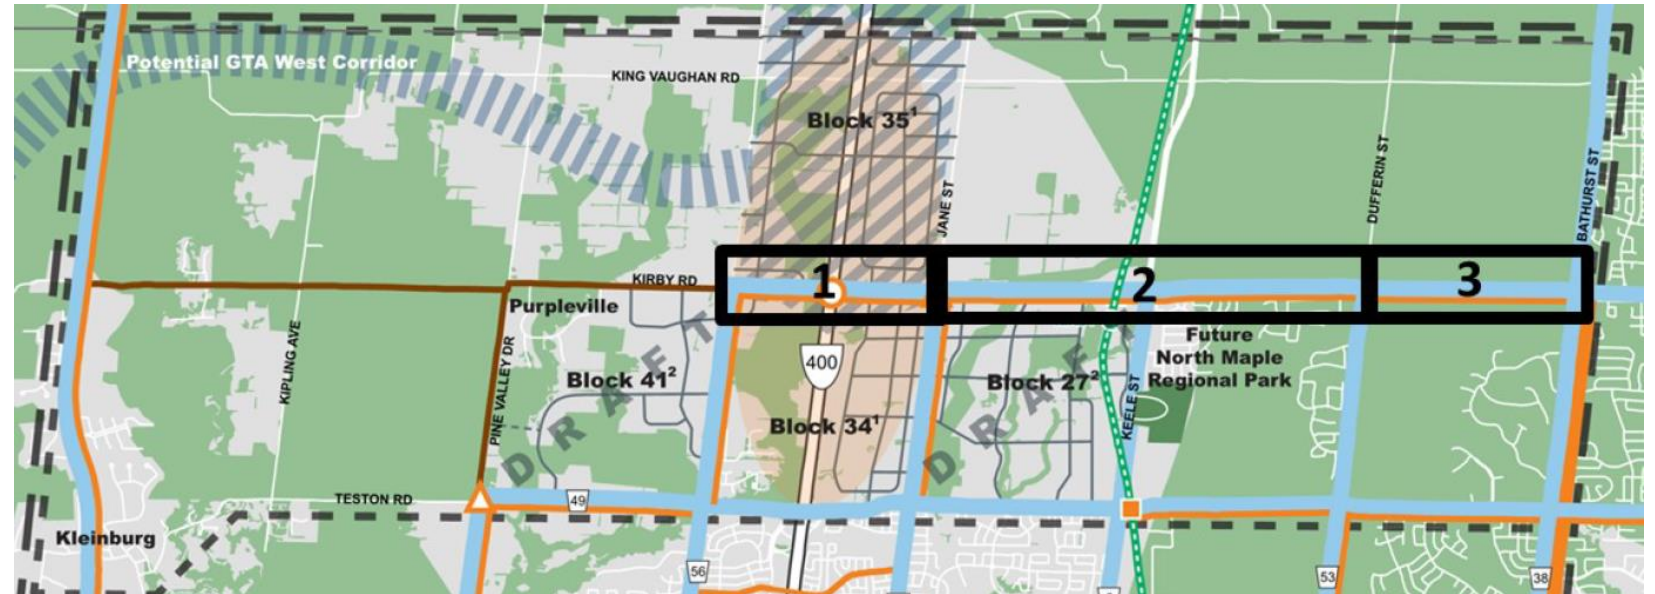 Potential GTA West Corridor
KING VAUGHAN RD
Block 35¹
JANE ST
DUFFERIN ST
BATHURST ST
KIRBY RD
1
2
3
Purpleville
400
Future
North Maple
Regional Park
KIPLING AVE
PINE VALLEY DR
Block 41²
DRAFT
Block 27²
DRAFT
KEELE ST
Block 34¹
TESTON RD
49
Kleinburg
56
53
38